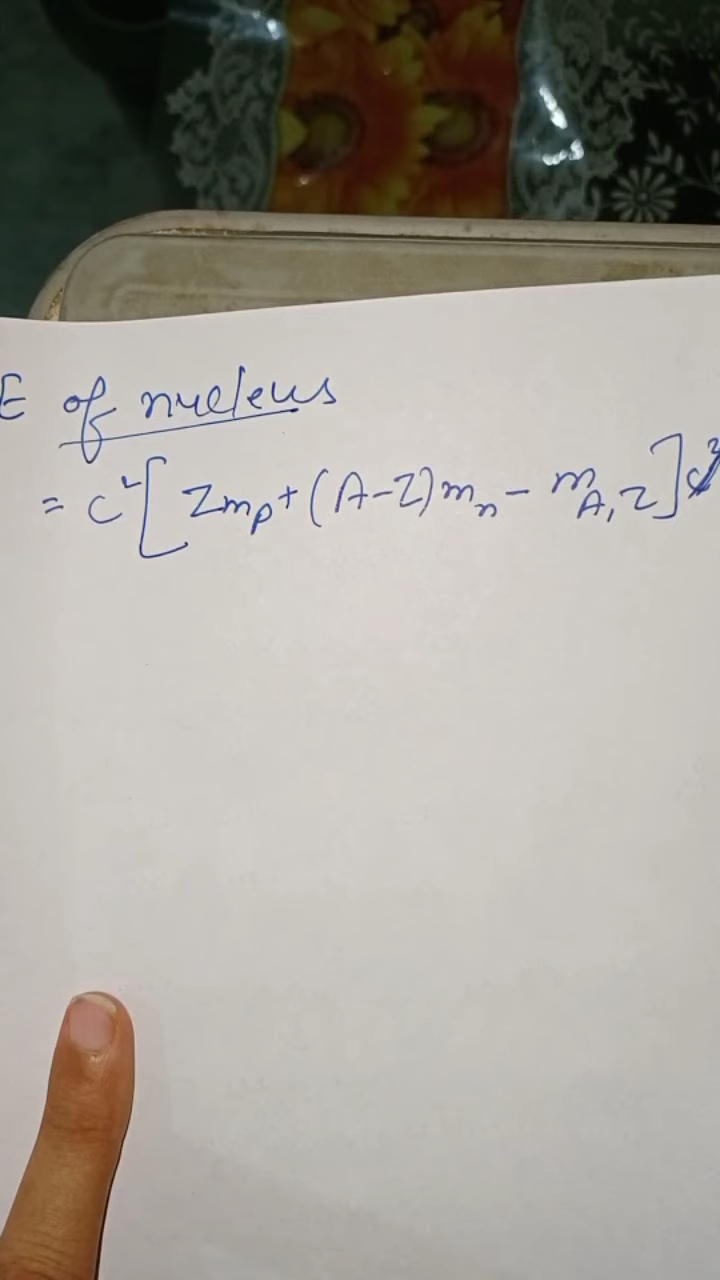 E of nucleus
= c²[Zmp+(A-Z)mn - mA,Z]